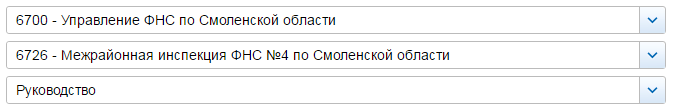 6700 - Управление ФНС по Смоленской области
6726 - Межрайонная инспекция ФНС №4 по Смоленской области
Руководство